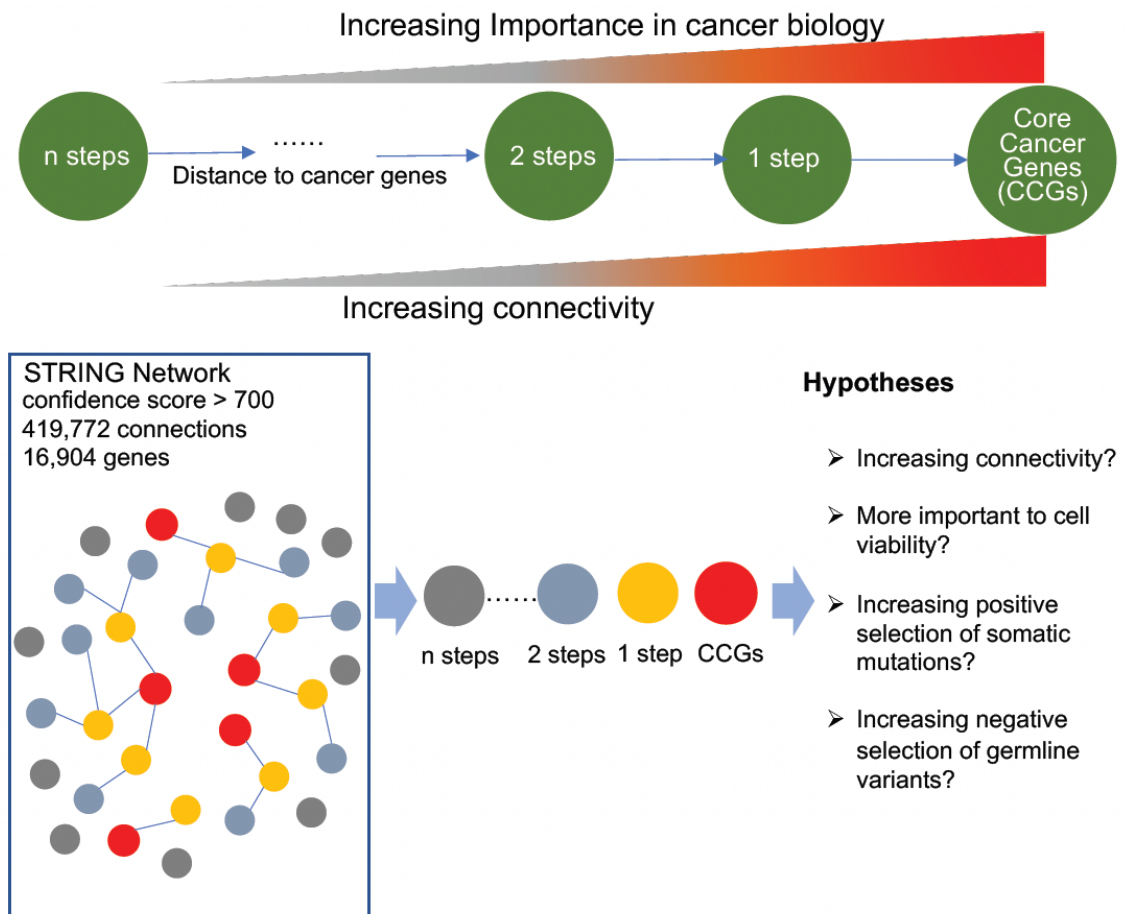 Increasing Importance in cancer biology
n steps
......
Distance to cancer genes
2 steps
1 step
Core
Cancer
Genes
(CCGs)
Increasing connectivity
STRING Network
confidence score > 700
419,772 connections
16,904 genes
......
n steps
2 steps
1 step
CCGs
Hypotheses
➢ Increasing connectivity?
➢ More important to cell
viability?
➢ Increasing positive
selection of somatic
mutations?
➢ Increasing negative
selection of germline
variants?